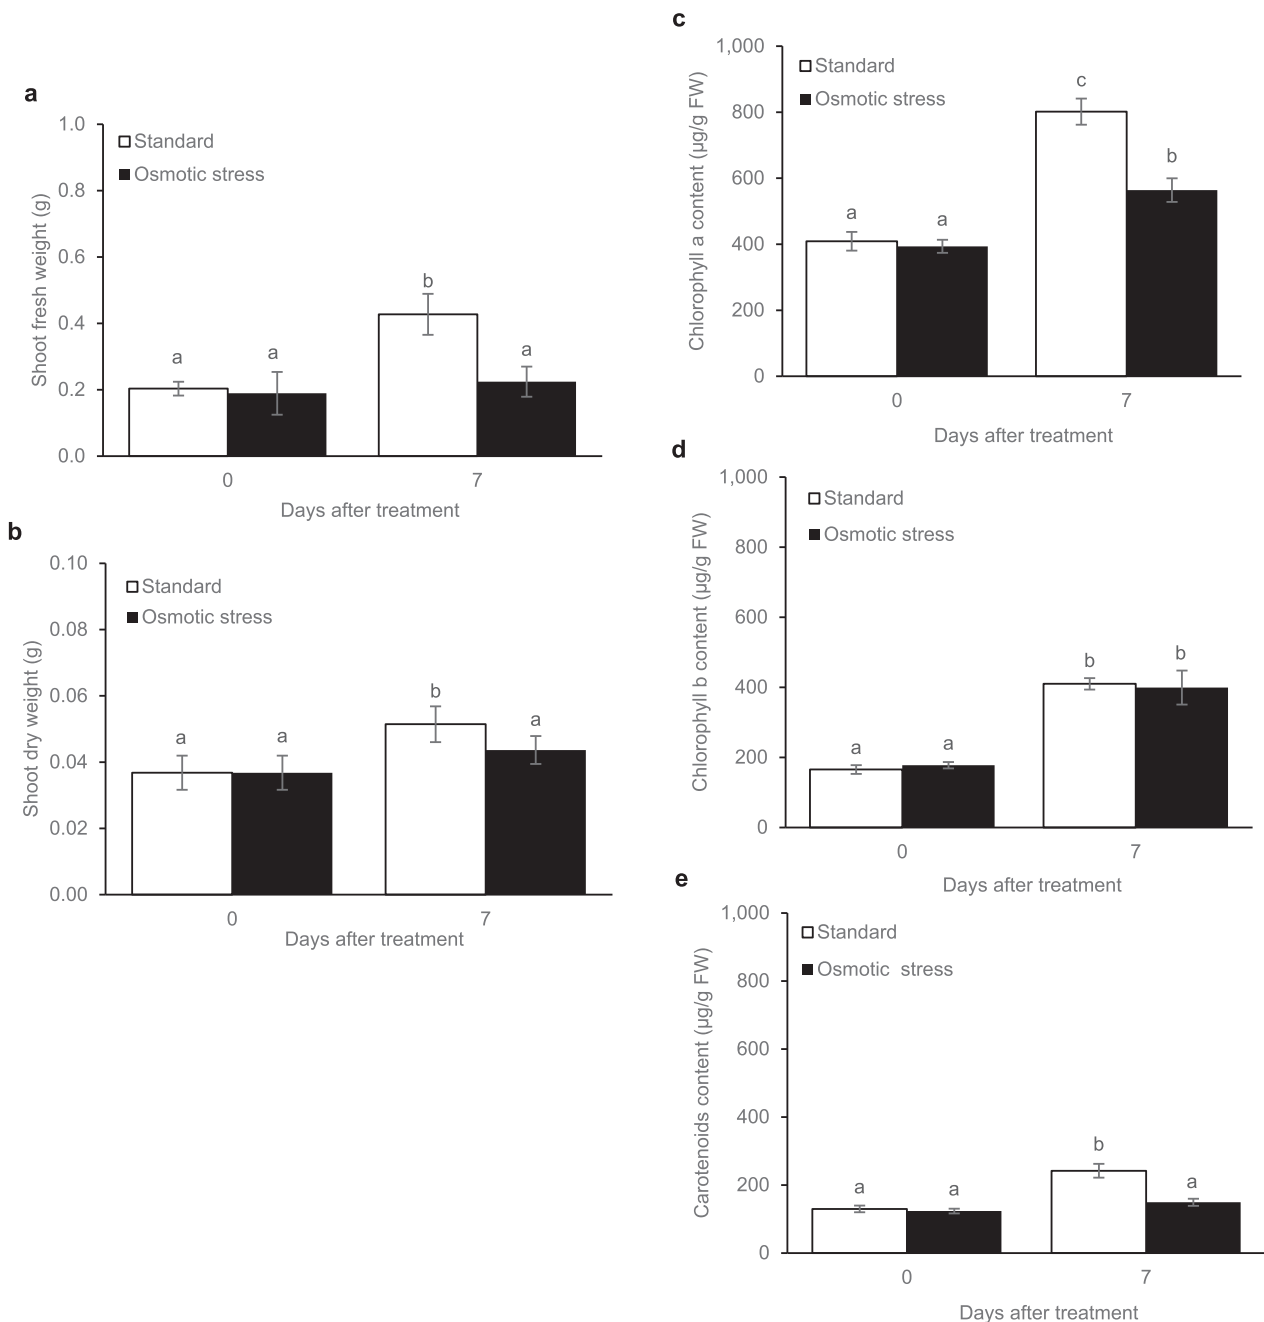 a
1.0
0.8
0.6
0.4
0.2
0.0
Shoot fresh weight (g)
Standard
Osmotic stress
a
a
b
a
0
7
Days after treatment
b
0.10
0.08
0.06
0.04
0.02
0.00
Shoot dry weight (g)
Standard
Osmotic stress
a
a
b
a
0
7
Days after treatment
c
1,000
800
600
400
200
0
Chlorophyll a content (µg/g FW)
Standard
Osmotic stress
a
a
c
b
0
7
Days after treatment
d
1,000
800
600
400
200
0
Chlorophyll b content (µg/g FW)
Standard
Osmotic stress
a
a
b
b
0
7
Days after treatment
e
1,000
800
600
400
200
0
Carotenoids content (µg/g FW)
Standard
Osmotic stress
a
a
b
a
0
7
Days after treatment